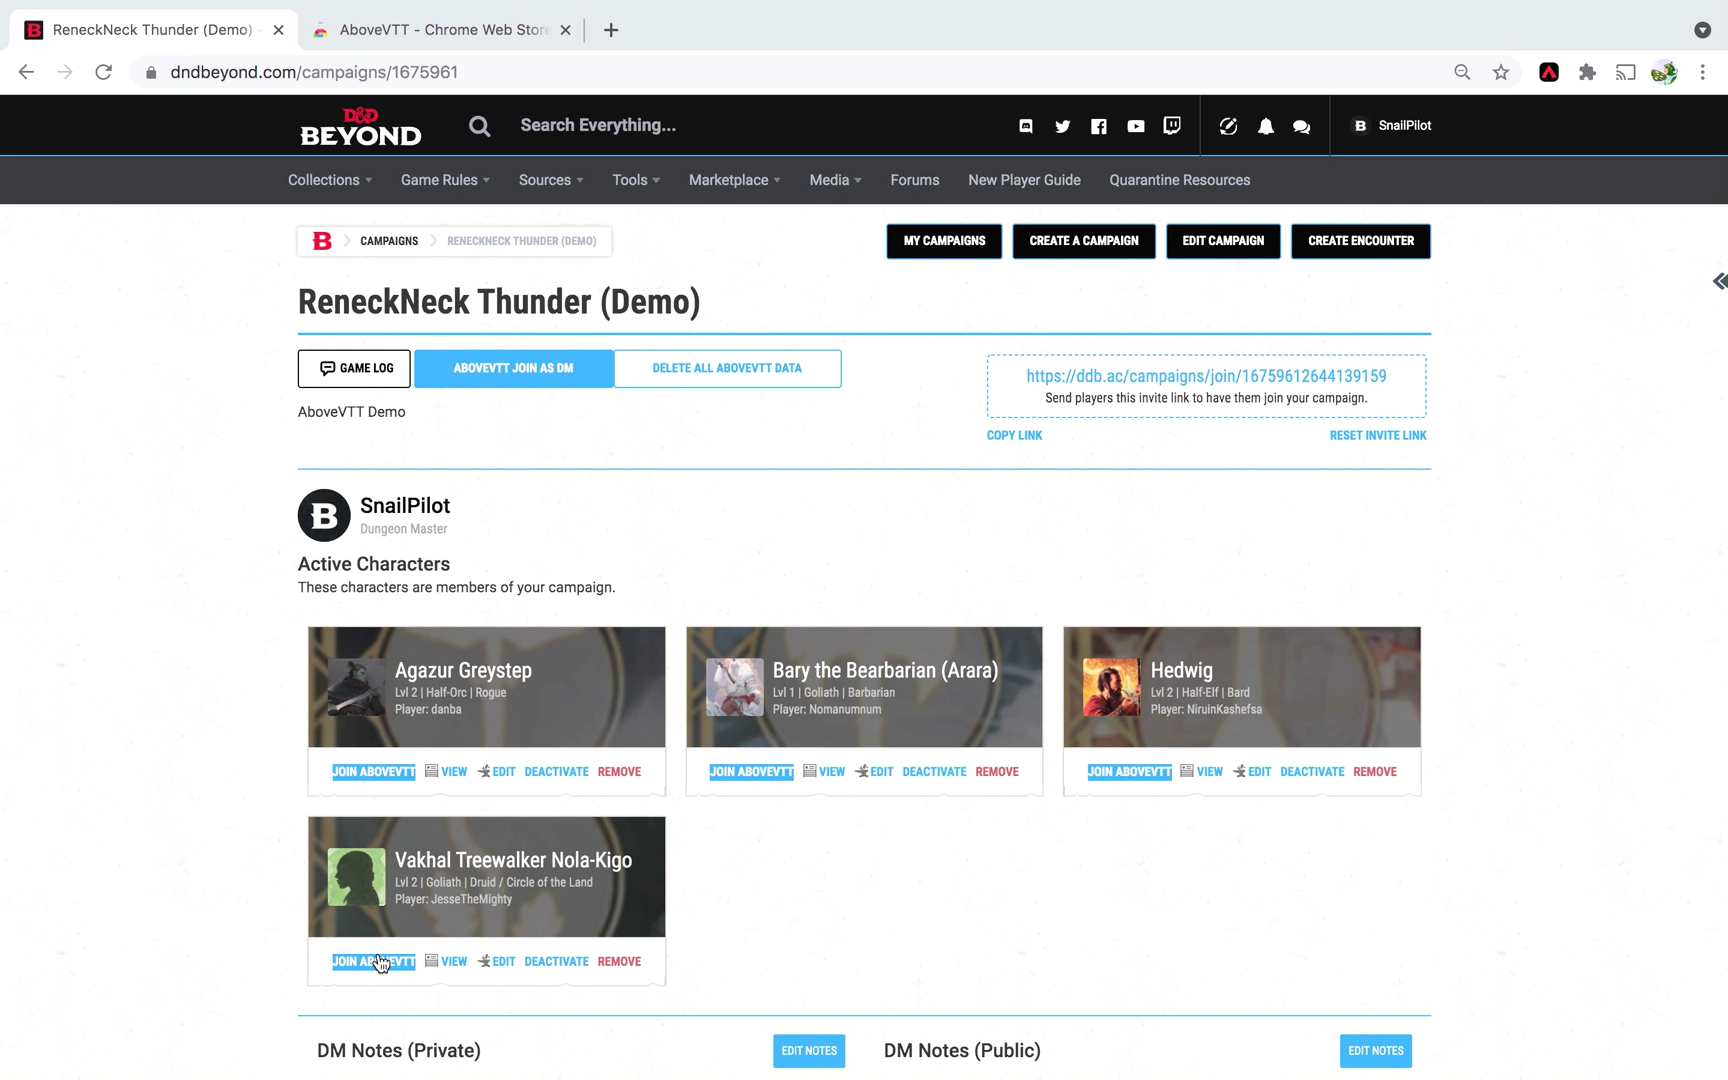 ReneckNeck Thunder (Demo)
AboveVTT - Chrome Web Store
dndbeyond.com/campaigns/1675961
D&D
BEYOND
Search Everything...
B SnailPilot
Collections
Game Rules
Sources
Tools
Marketplace
Media
Forums
New Player Guide
Quarantine Resources
B CAMPAIGNS RENECKNECK THUNDER (DEMO)
MY CAMPAIGNS
CREATE A CAMPAIGN
EDIT CAMPAIGN
CREATE ENCOUNTER
ReneckNeck Thunder (Demo)
GAME LOG
ABOVEVTT JOIN AS DM
DELETE ALL ABOVEVTT DATA
https://ddb.ac/campaigns/join/16759612644139159
Send players this invite link to have them join your campaign.
AboveVTT Demo
COPY LINK
RESET INVITE LINK
B
SnailPilot
Dungeon Master
Active Characters
These characters are members of your campaign.
Agazur Greystep
Lvl 2 | Half-Orc | Rogue
Player: danba
JOIN ABOVEVTT VIEW EDIT DEACTIVATE REMOVE
Bary the Bearbarian (Arara)
Lvl 1 | Goliath | Barbarian
Player: Nomanumnum
JOIN ABOVEVTT VIEW EDIT DEACTIVATE REMOVE
Hedwig
Lvl 2 | Half-Elf | Bard
Player: NiruinKashefsa
JOIN ABOVEVTT VIEW EDIT DEACTIVATE REMOVE
Vakhal Treewalker Nola-Kigo
Lvl 2 | Goliath | Druid / Circle of the Land
Player: JesseTheMighty
JOIN ABOVEVTT VIEW EDIT DEACTIVATE REMOVE
DM Notes (Private)
EDIT NOTES
DM Notes (Public)
EDIT NOTES